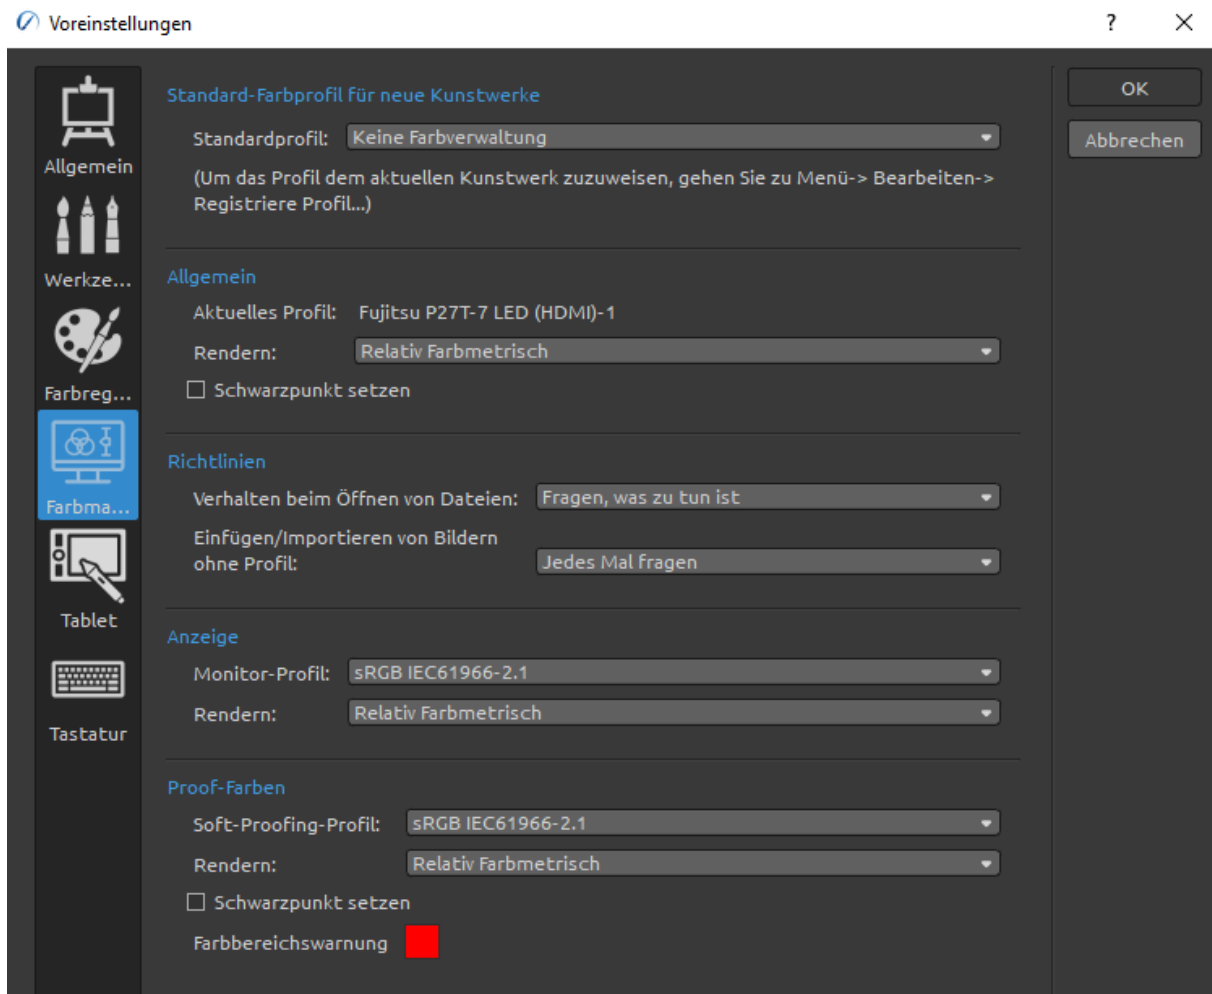 Voreinstellungen
?
OK
Abbrechen
Allgemein
Werkze...
Farbreg...
Farbma...
Tablet
Tastatur
Standard-Farbprofil für neue Kunstwerke
Standardprofil: Keine Farbverwaltung
(Um das Profil dem aktuellen Kunstwerk zuzuweisen, gehen Sie zu Menü-> Bearbeiten->
Registriere Profil...)
Allgemein
Aktuelles Profil: Fujitsu P27T-7 LED (HDMI)-1
Rendern: Relativ Farbmetrisch
Schwarzpunkt setzen
Richtlinien
Verhalten beim Öffnen von Dateien: Fragen, was zu tun ist
Einfügen/Importieren von Bildern
ohne Profil: Jedes Mal fragen
Anzeige
Monitor-Profil: sRGB IEC61966-2.1
Rendern: Relativ Farbmetrisch
Proof-Farben
Soft-Proofing-Profil: sRGB IEC61966-2.1
Rendern: Relativ Farbmetrisch
Schwarzpunkt setzen
Farbbereichswarnung